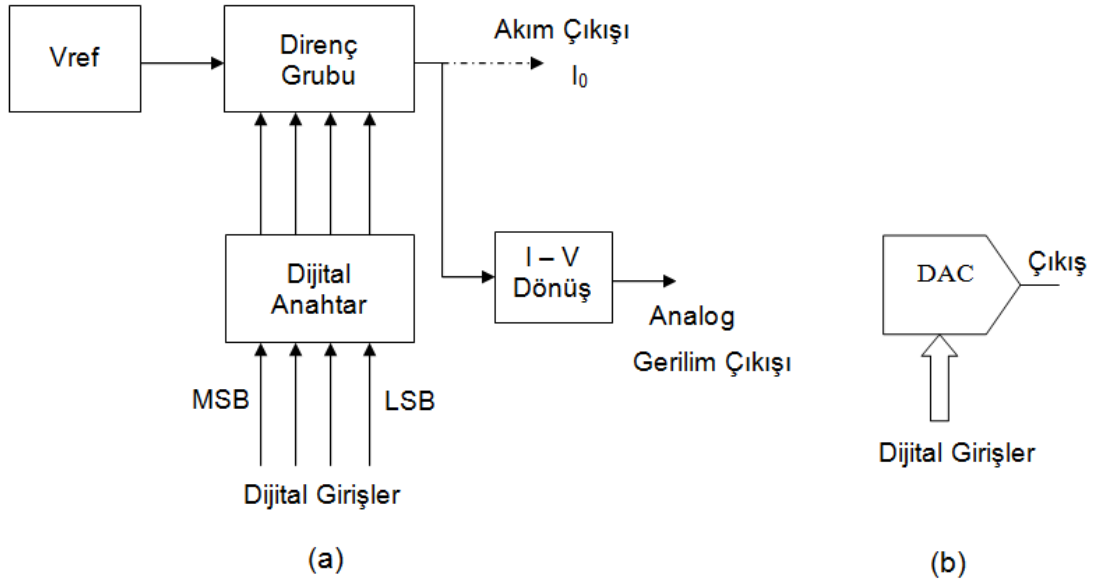 Vref
Direnç
Grubu
Akım Çıkışı
I₀
Dijital
Anahtar
I – V
Dönüş
Analog
Gerilim Çıkışı
MSB
LSB
Dijital Girişler
(a)
DAC
Çıkış
Dijital Girişler
(b)